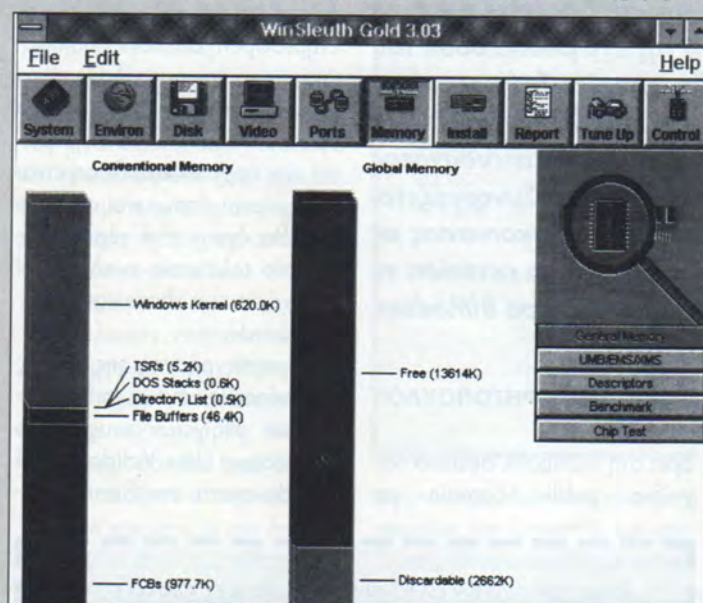 WinSleuth Gold 3.03
File Edit Help
System Environ Disk Video Ports Memory Install Report Tune Up Control
Conventional Memory
Global Memory
Windows Kernel (620.0K)
TSRs (5.2K)
DOS Stacks (0.6K)
Directory List (0.5K)
File Buffers (46.4K)
FCBs (977.7K)
Free (13614K)
Discardable (2662K)
General Memory
UMB/EMS/XMS
Descriptors
Benchmark
Chip Test